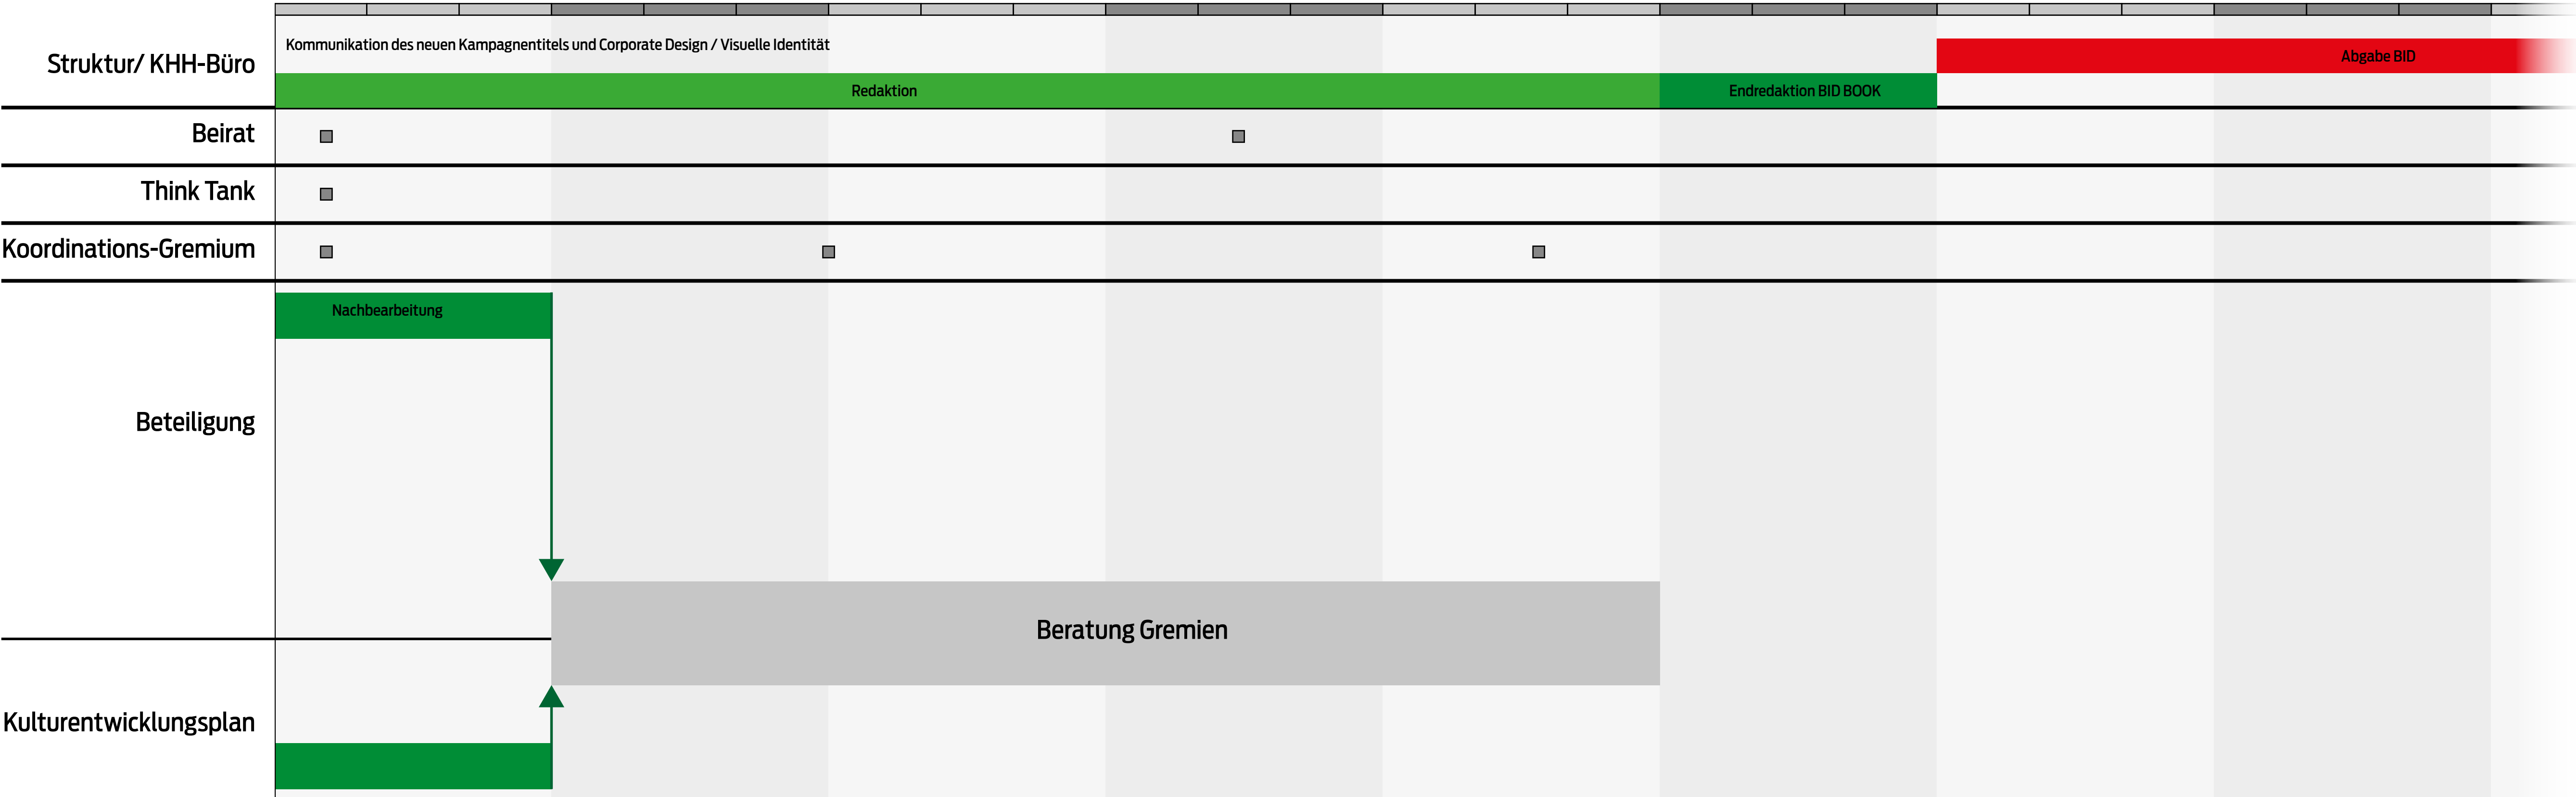 Kommunikation des neuen Kampagnentitels und Corporate Design / Visuelle Identität
Struktur/ KHH-Büro
Abgabe BID
Redaktion
Endredaktion BID BOOK
Beirat
Think Tank
Koordinations-Gremium
Nachbearbeitung
Beteiligung
Beratung Gremien
Kulturentwicklungsplan